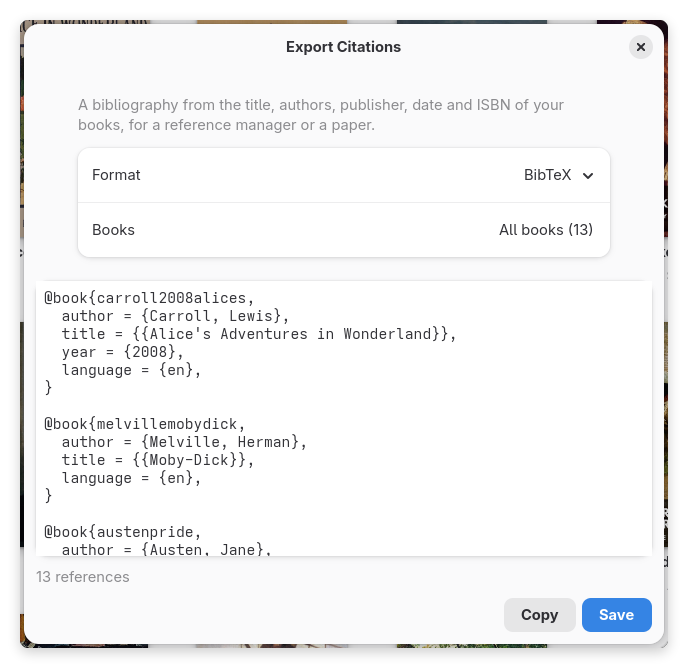 Export Citations
A bibliography from the title, authors, publisher, date and ISBN of your
books, for a reference manager or a paper.
Format
BibTeX
Books
All books (13)
@book{carroll2008alices,
  author = {Carroll, Lewis},
  title = {{Alice's Adventures in Wonderland}},
  year = {2008},
  language = {en},
}

@book{melvillemobydick,
  author = {Melville, Herman},
  title = {{Moby-Dick}},
  language = {en},
}

@book{austenpride,
  author = {Austen, Jane},
13 references
Copy
Save